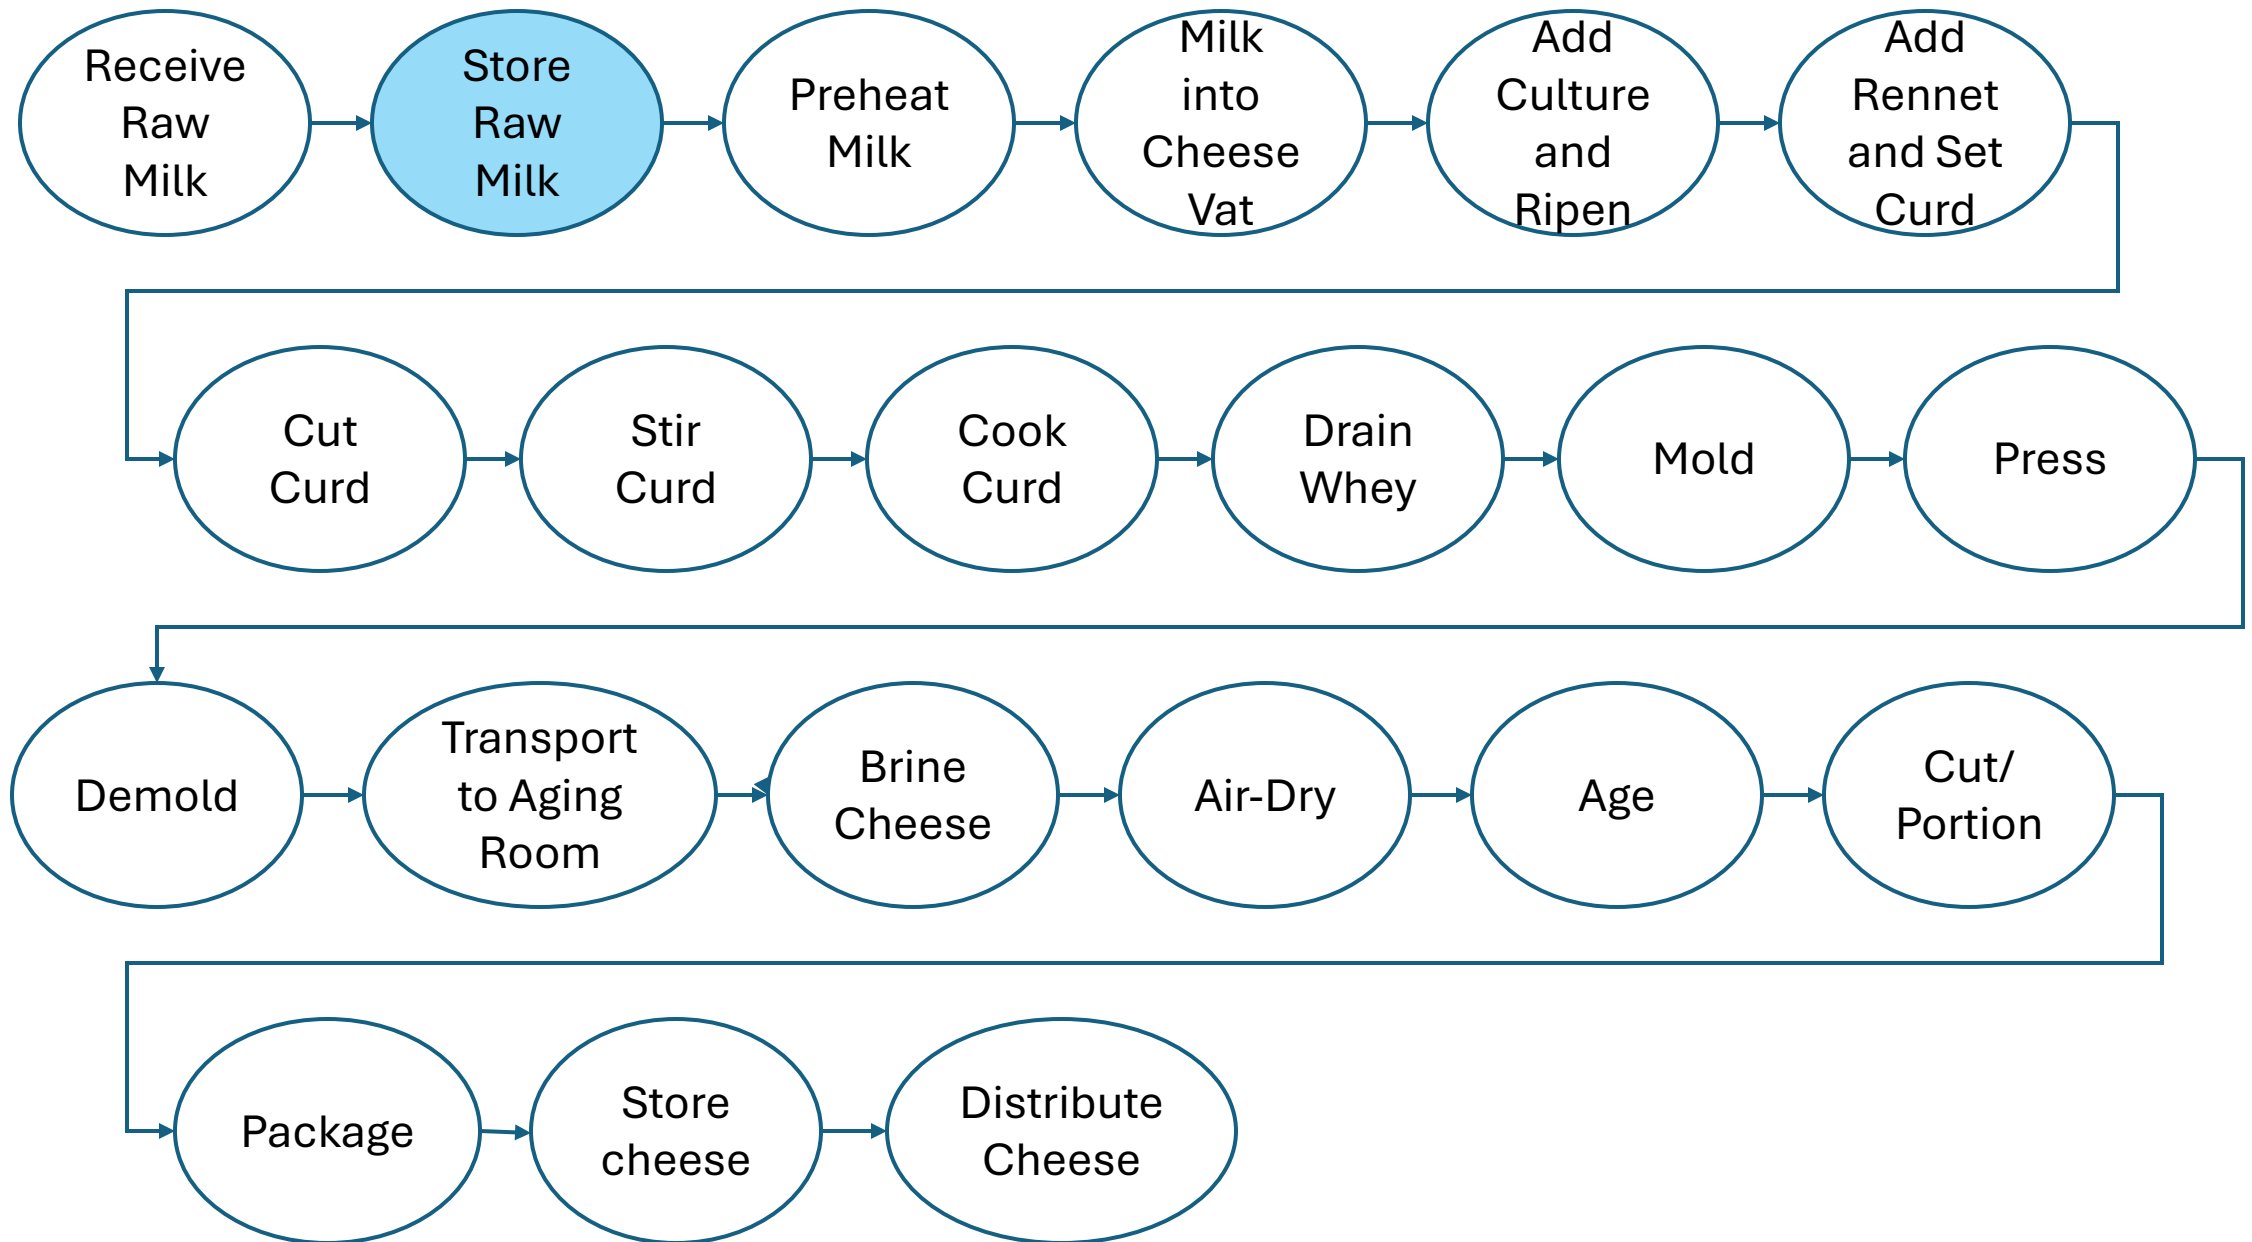 Receive
Raw
Milk
Store
Raw
Milk
Preheat
Milk
Milk
into
Cheese
Vat
Add
Culture
and
Ripen
Add
Rennet
and Set
Curd
Cut
Curd
Stir
Curd
Cook
Curd
Drain
Whey
Mold
Press
Demold
Transport
to Aging
Room
Brine
Cheese
Air-Dry
Age
Cut/
Portion
Package
Store
cheese
Distribute
Cheese